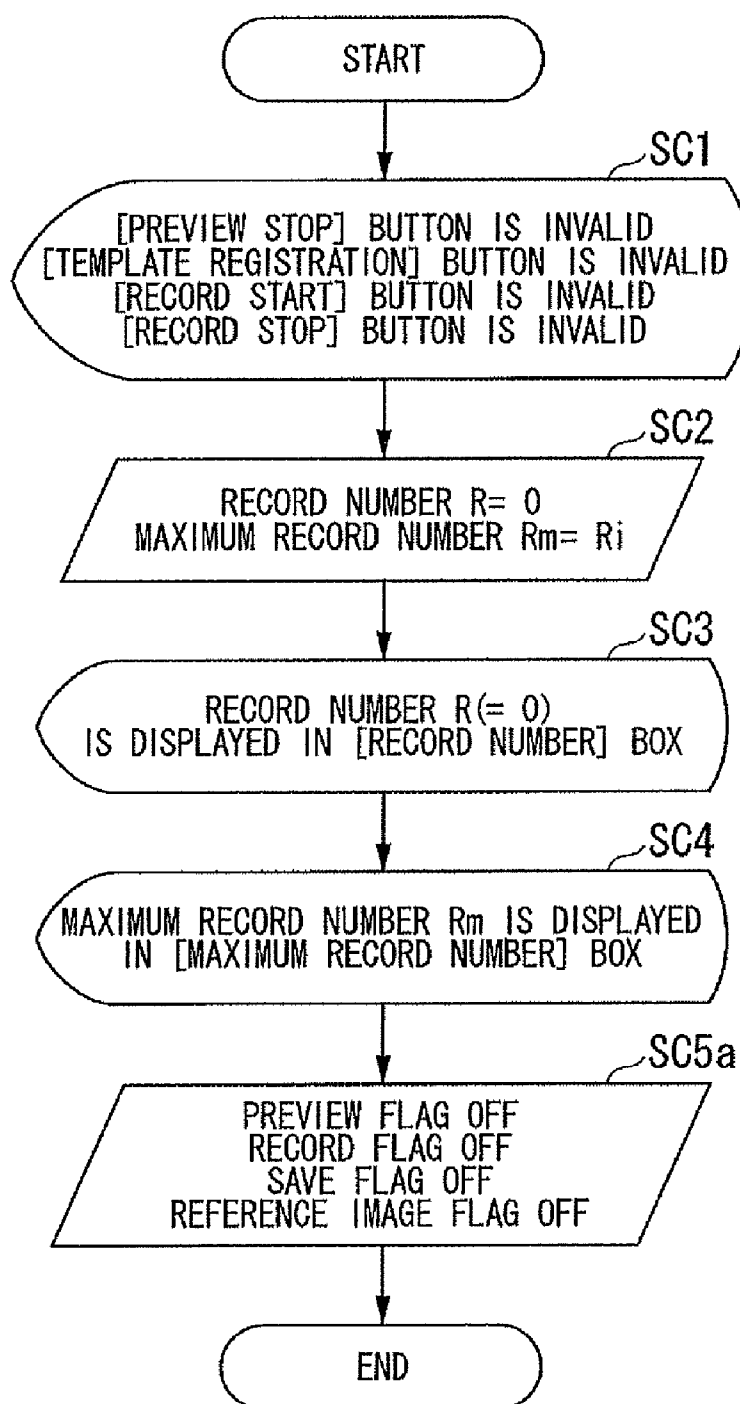 START
SC1
[PREVIEW STOP] BUTTON IS INVALID
[TEMPLATE REGISTRATION] BUTTON IS INVALID
[RECORD START] BUTTON IS INVALID
[RECORD STOP] BUTTON IS INVALID
SC2
RECORD NUMBER R= 0
MAXIMUM RECORD NUMBER Rm= Ri
SC3
RECORD NUMBER R(= 0)
IS DISPLAYED IN [RECORD NUMBER] BOX
SC4
MAXIMUM RECORD NUMBER Rm IS DISPLAYED
IN [MAXIMUM RECORD NUMBER] BOX
SC5a
PREVIEW FLAG OFF
RECORD FLAG OFF
SAVE FLAG OFF
REFERENCE IMAGE FLAG OFF
END